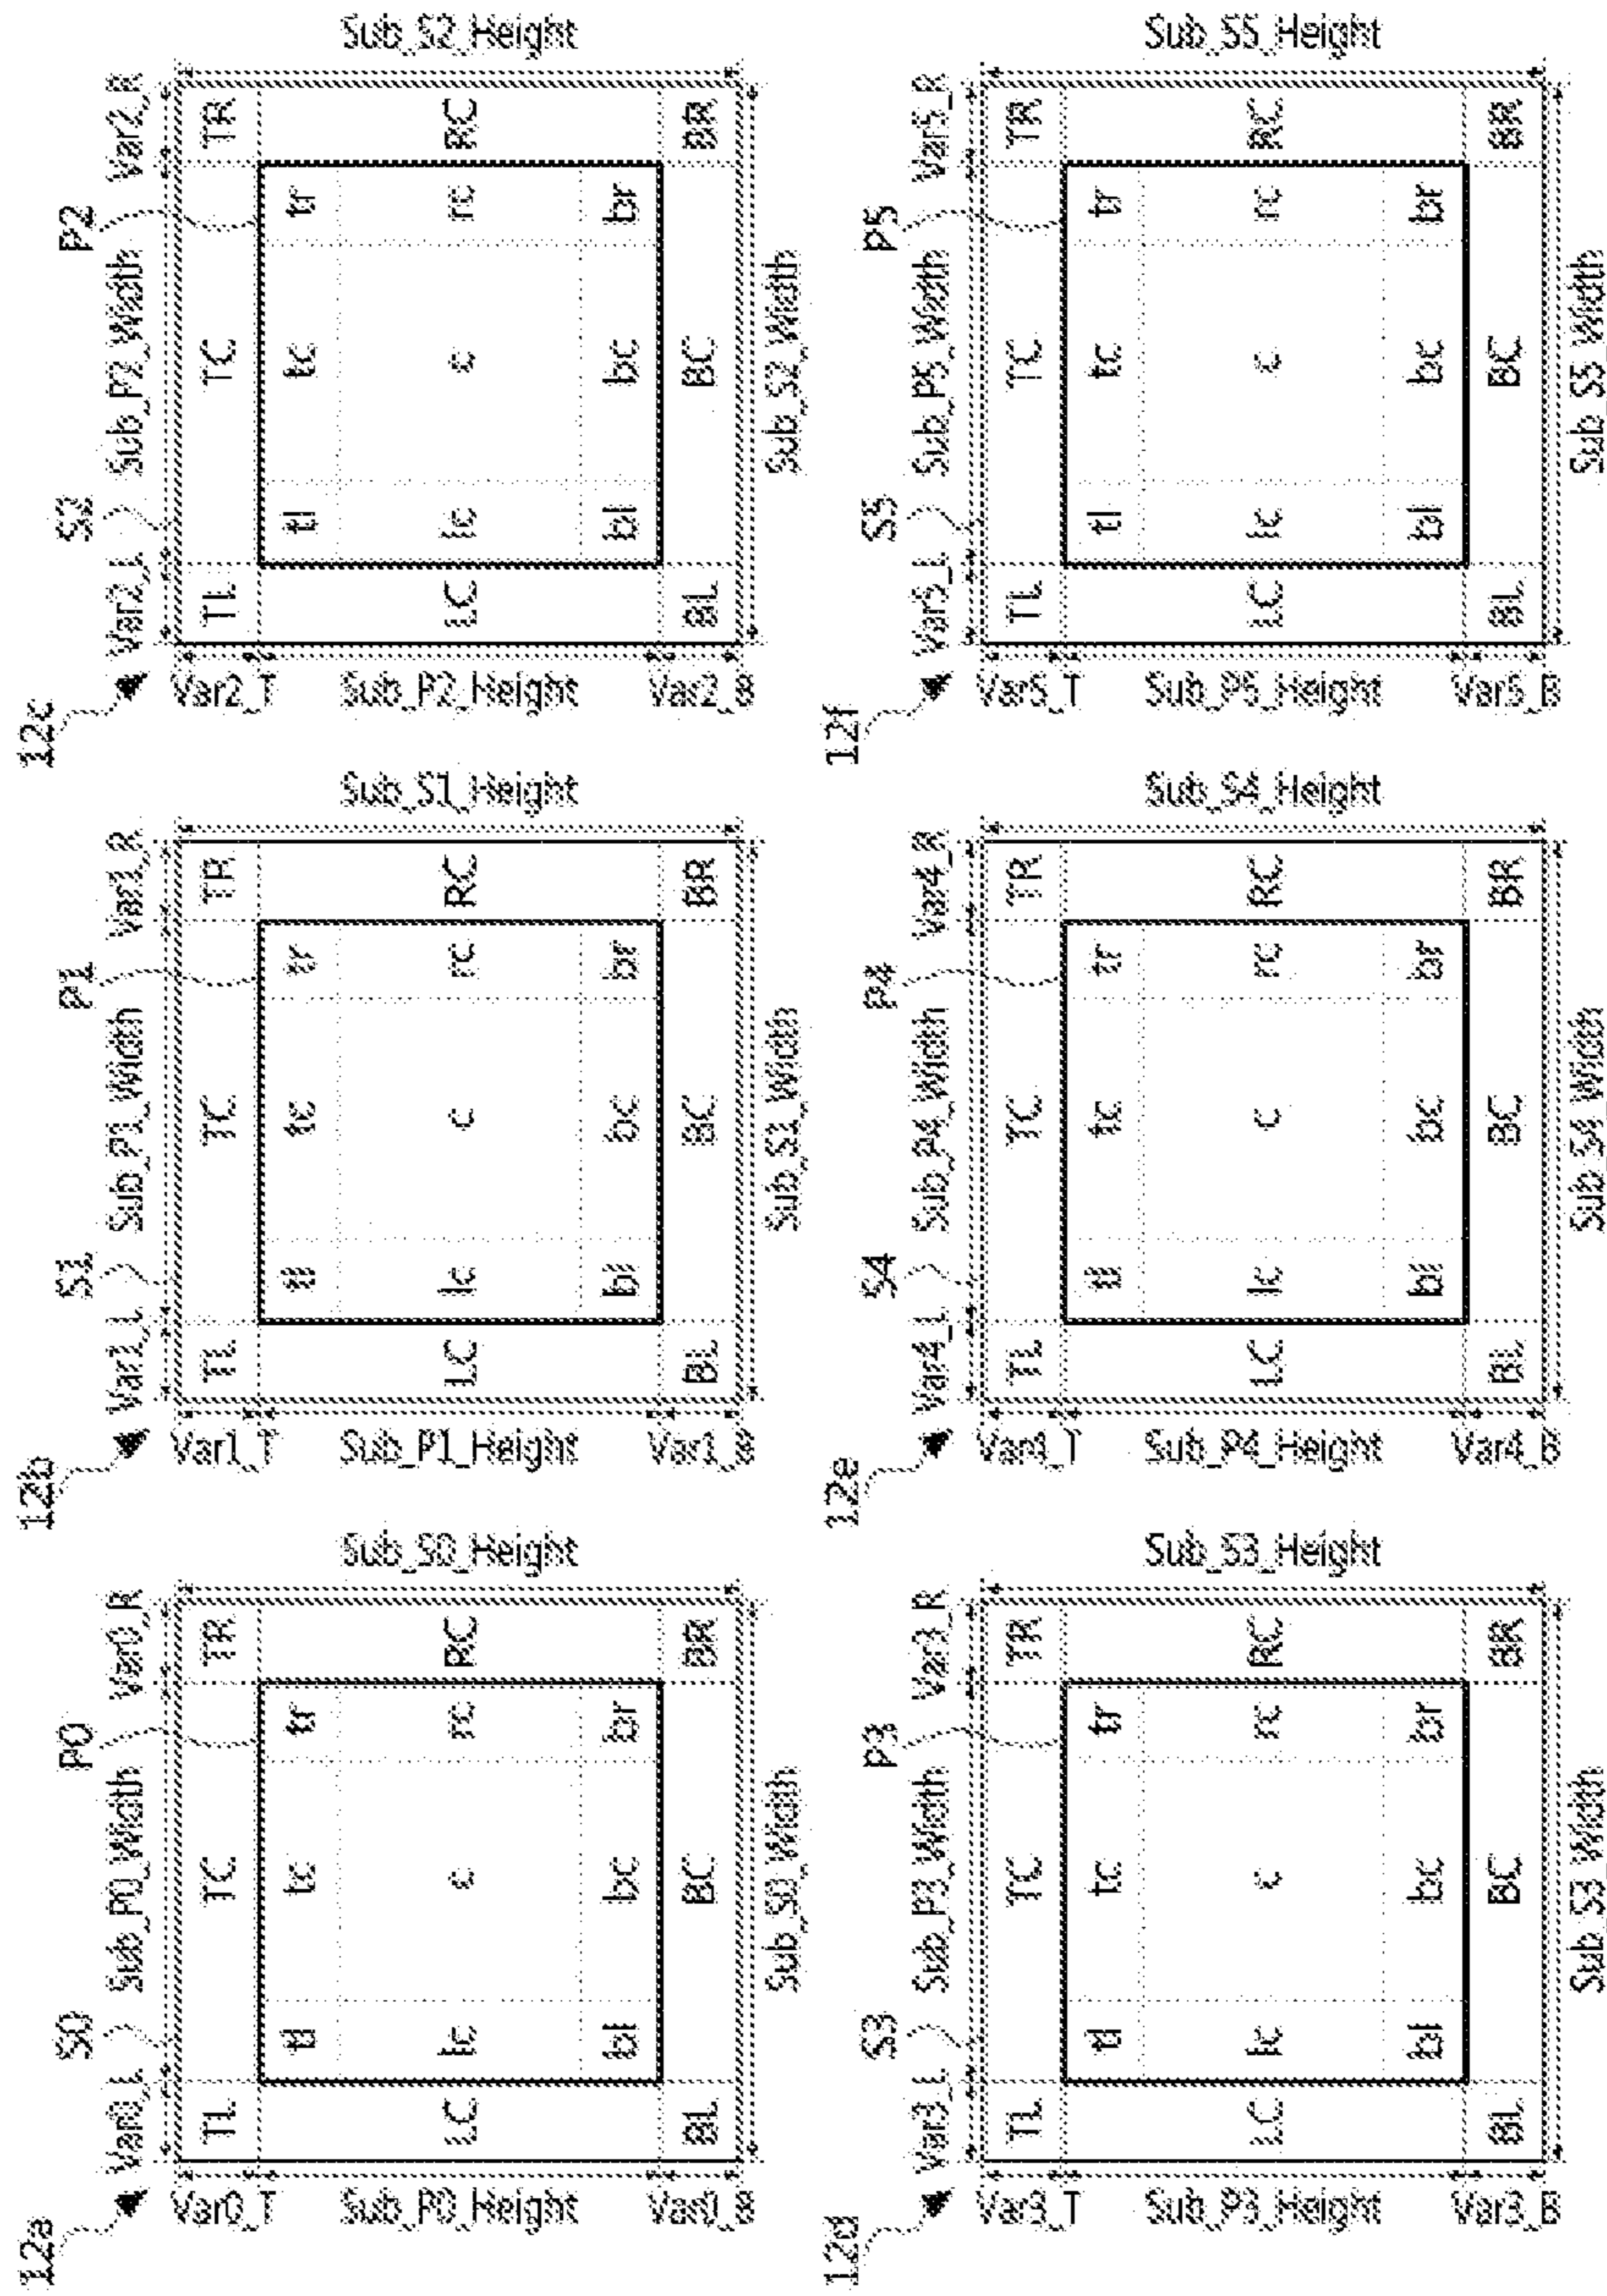 12a
S0
P0
Var0_L
Sub_P0_Width
Var0_R
Var0_T
TL
TC
TR
Sub_P0_Height
LC
tl
tc
tr
lc
c
rc
bl
bc
br
RC
Sub_S0_Height
Var0_B
BL
BC
BR
Sub_S0_Width
12b
S1
P1
Var1_L
Sub_P1_Width
Var1_R
Var1_T
TL
TC
TR
Sub_P1_Height
LC
tl
tc
tr
lc
c
rc
bl
bc
br
RC
Sub_S1_Height
Var1_B
BL
BC
BR
Sub_S1_Width
12c
S2
P2
Var2_L
Sub_P2_Width
Var2_R
Var2_T
TL
TC
TR
Sub_P2_Height
LC
tl
tc
tr
lc
c
rc
bl
bc
br
RC
Sub_S2_Height
Var2_B
BL
BC
BR
Sub_S2_Width
12d
S3
P3
Var3_L
Sub_P3_Width
Var3_R
Var3_T
TL
TC
TR
Sub_P3_Height
LC
tl
tc
tr
lc
c
rc
bl
bc
br
RC
Sub_S3_Height
Var3_B
BL
BC
BR
Sub_S3_Width
12e
S4
P4
Var4_L
Sub_P4_Width
Var4_R
Var4_T
TL
TC
TR
Sub_P4_Height
LC
tl
tc
tr
lc
c
rc
bl
bc
br
RC
Sub_S4_Height
Var4_B
BL
BC
BR
Sub_S4_Width
12f
S5
P5
Var5_L
Sub_P5_Width
Var5_R
Var5_T
TL
TC
TR
Sub_P5_Height
LC
tl
tc
tr
lc
c
rc
bl
bc
br
RC
Sub_S5_Height
Var5_B
BL
BC
BR
Sub_S5_Width